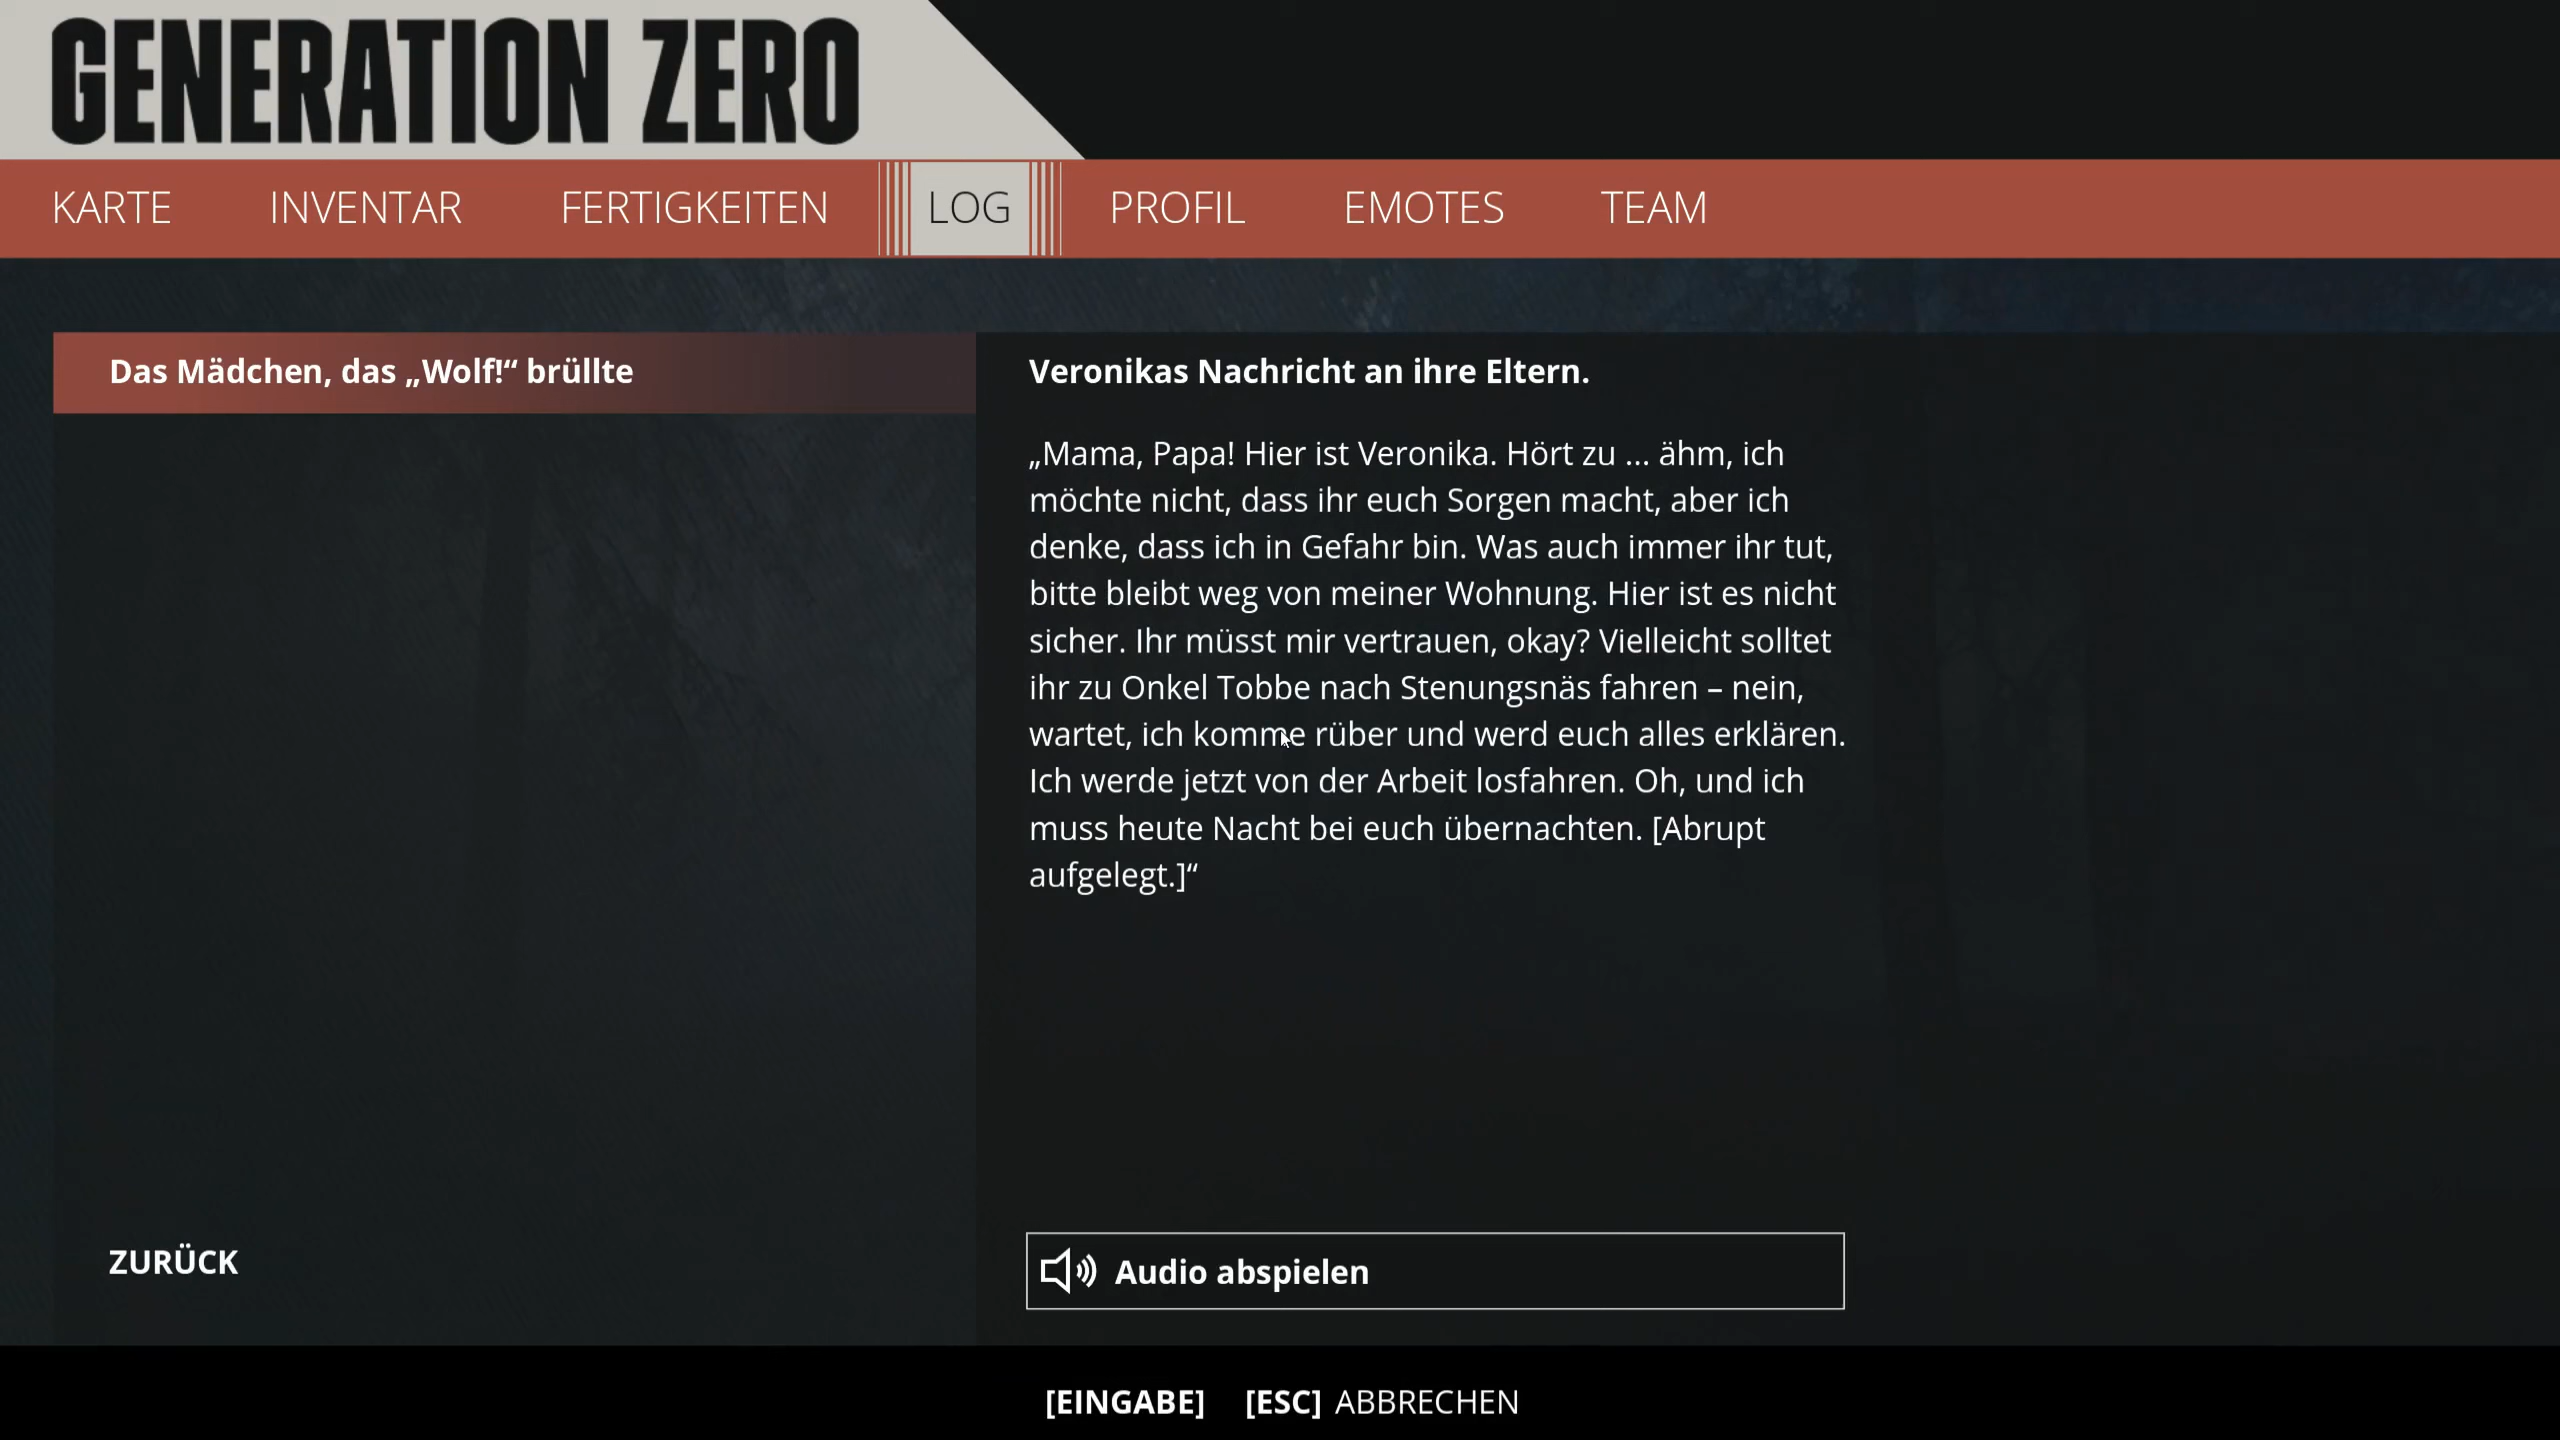 GENERATION ZERO
KARTE INVENTAR FERTIGKEITEN LOG PROFIL EMOTES TEAM
Das Mädchen, das „Wolf!“ brüllte
Veronikas Nachricht an ihre Eltern.
„Mama, Papa! Hier ist Veronika. Hört zu ... ähm, ich
möchte nicht, dass ihr euch Sorgen macht, aber ich
denke, dass ich in Gefahr bin. Was auch immer ihr tut,
bitte bleibt weg von meiner Wohnung. Hier ist es nicht
sicher. Ihr müsst mir vertrauen, okay? Vielleicht solltet
ihr zu Onkel Tobbe nach Stenungsnäs fahren – nein,
wartet, ich komme rüber und werd euch alles erklären.
Ich werde jetzt von der Arbeit losfahren. Oh, und ich
muss heute Nacht bei euch übernachten. [Abrupt
aufgelegt.]“
ZURÜCK
Audio abspielen
[EINGABE] [ESC] ABBRECHEN